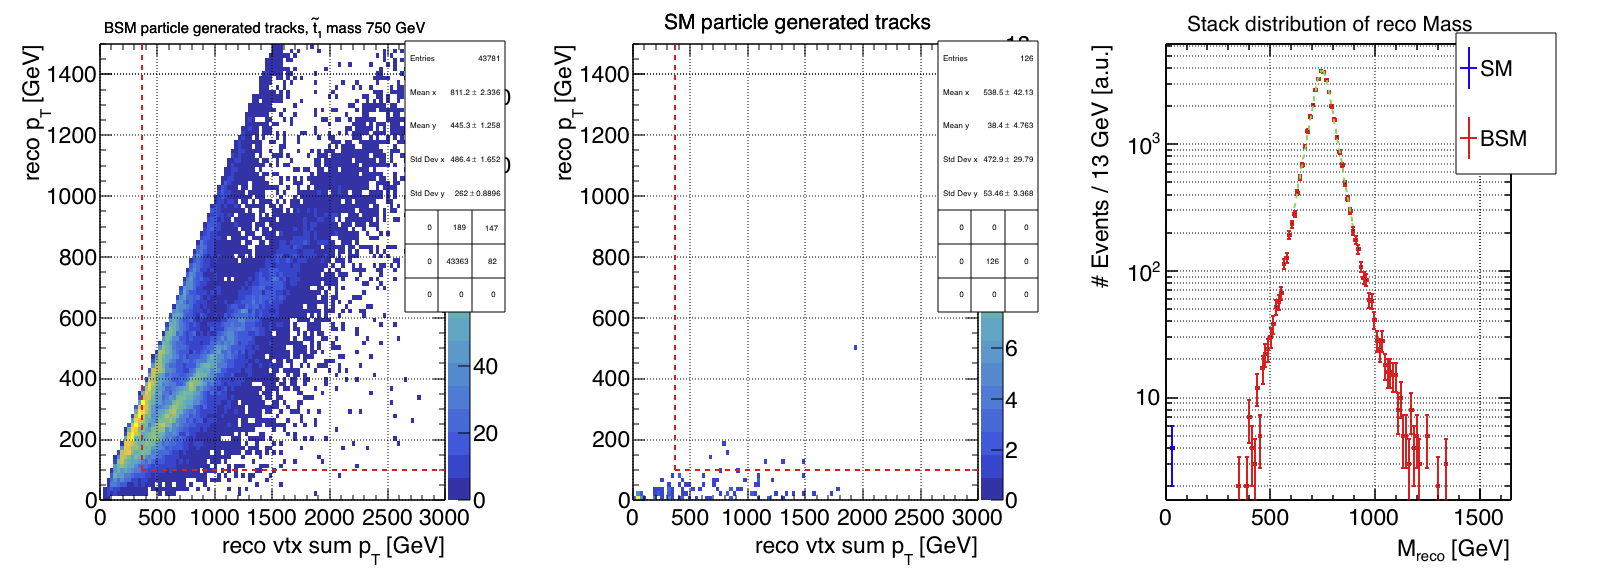 BSM particle generated tracks, t̃₁ mass 750 GeV
reco p_T [GeV]
1400
1200
1000
800
600
400
200
0
0 500 1000 1500 2000 2500 3000
reco vtx sum p_T [GeV]
Entries 43781
Mean x 811.2 ± 2.336
Mean y 445.3 ± 1.258
Std Dev x 486.4 ± 1.652
Std Dev y 262 ± 0.8896
0 189 147
0 43363 82
0 0 0
40
20
0
SM particle generated tracks
reco p_T [GeV]
1400
1200
1000
800
600
400
200
0
0 500 1000 1500 2000 2500 3000
reco vtx sum p_T [GeV]
Entries 126
Mean x 538.5 ± 42.13
Mean y 38.4 ± 4.763
Std Dev x 472.9 ± 29.79
Std Dev y 53.46 ± 3.368
0 0 0
0 126 0
0 0 0
6
4
2
0
Stack distribution of reco Mass
# Events / 13 GeV [a.u.]
10³
10²
10
0 500 1000 1500
M_reco [GeV]
SM
BSM